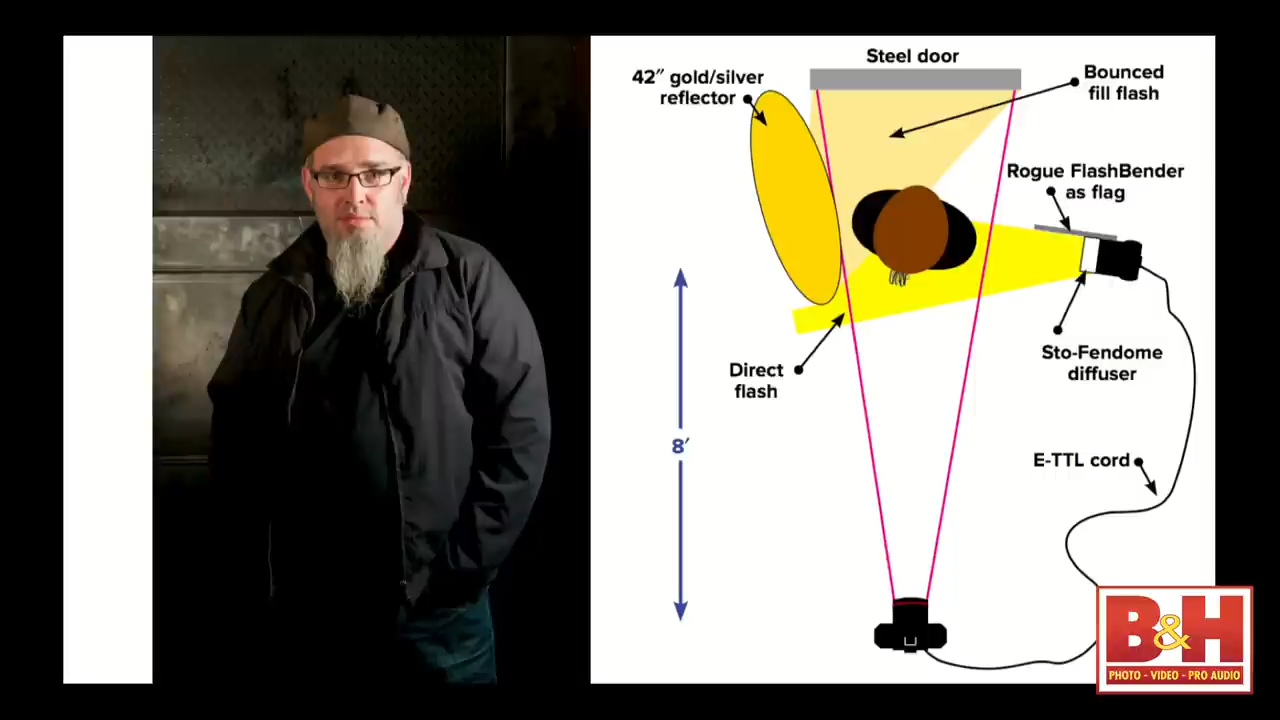 Steel door
42″ gold/silver
reflector
Bounced
fill flash
Rogue FlashBender
as flag
Direct
flash
Sto-Fendome
diffuser
8′
E-TTL cord
B&H
PHOTO - VIDEO - PRO AUDIO